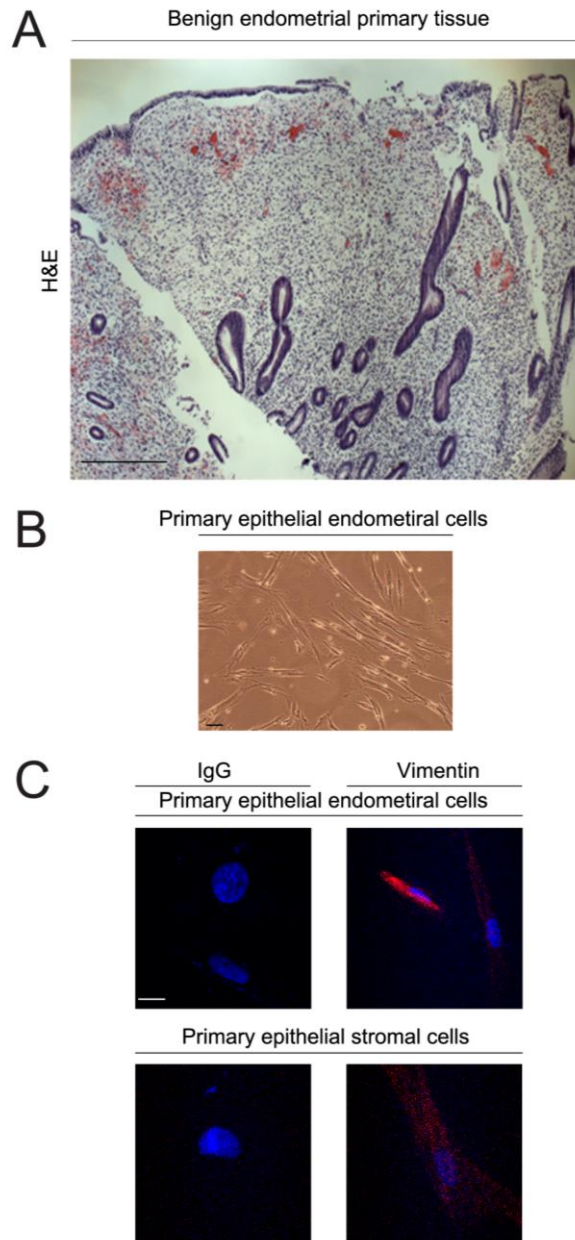 A
Benign endometrial primary tissue
H&E
B
Primary epithelial endometiral cells
C
IgG
Vimentin
Primary epithelial endometiral cells
Primary epithelial stromal cells